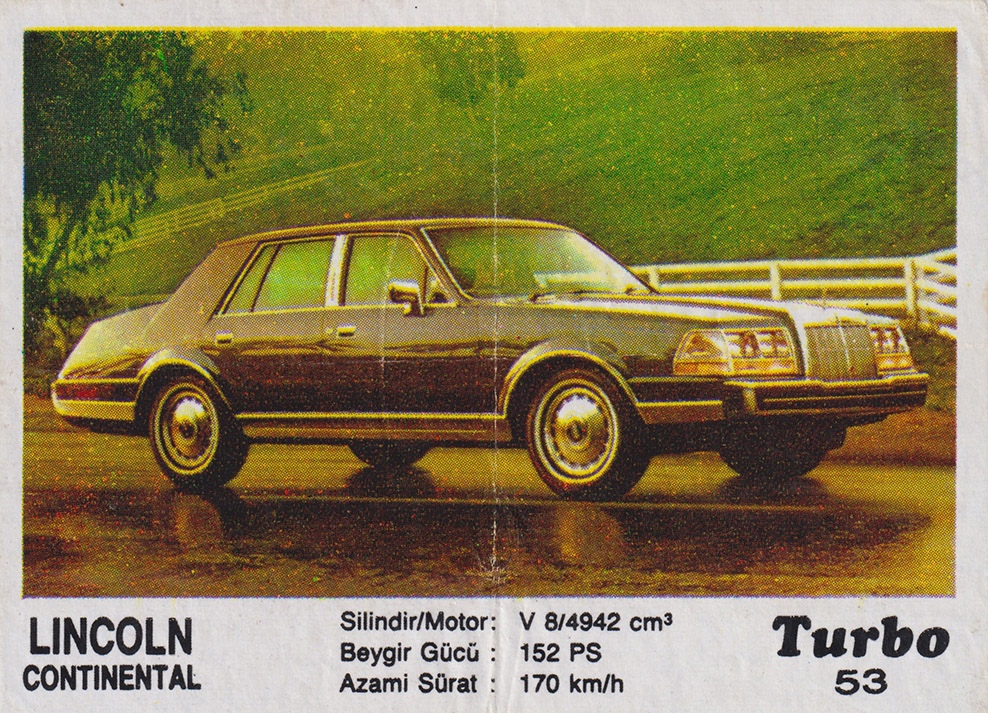 LINCOLN
CONTINENTAL
Silindir/Motor: V 8/4942 cm³
Beygir Gücü : 152 PS
Azami Sürat : 170 km/h
Turbo
53